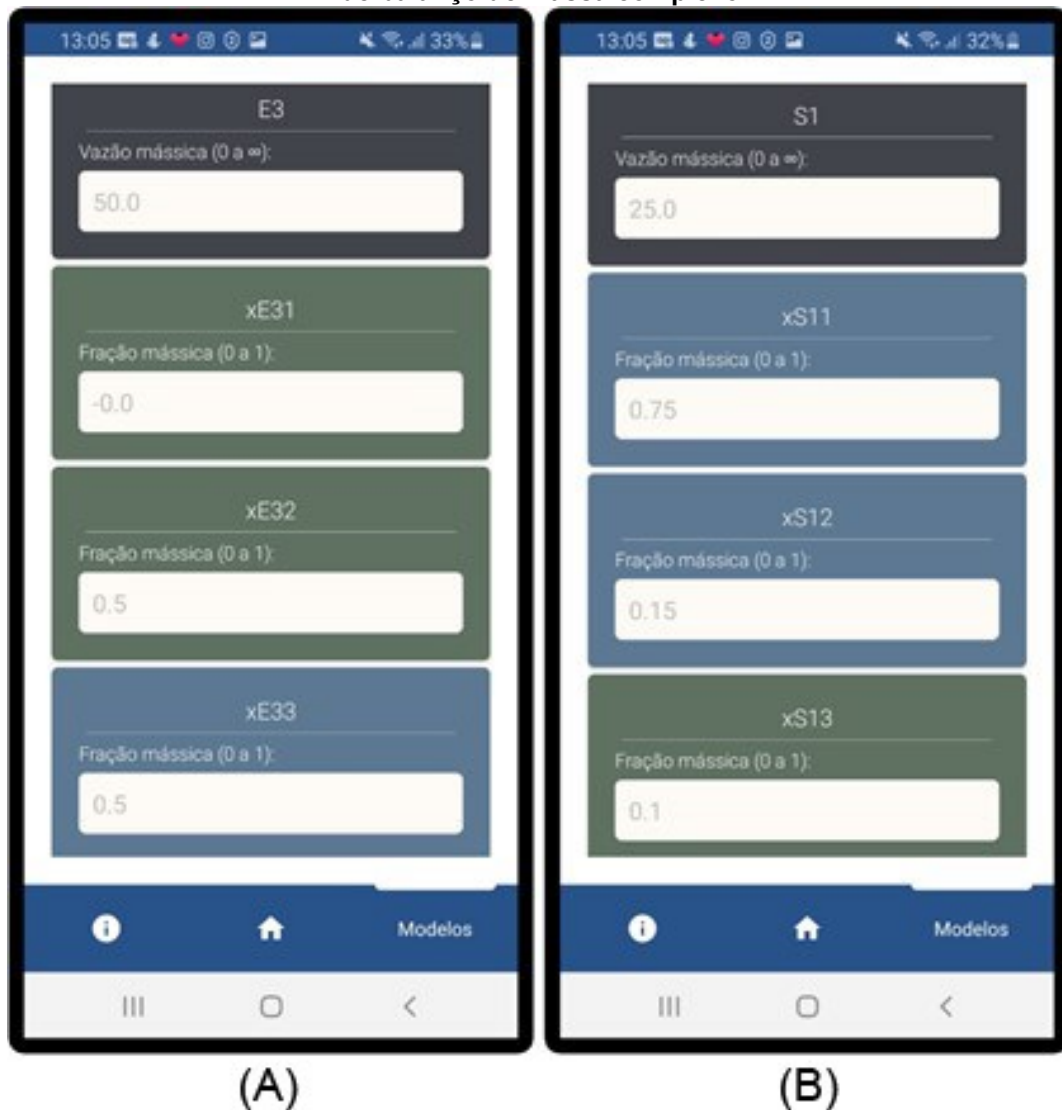 13:05 33%
E3
Vazão mássica (0 a ∞):
50.0
xE31
Fração mássica (0 a 1):
-0.0
xE32
Fração mássica (0 a 1):
0.5
xE33
Fração mássica (0 a 1):
0.5
Modelos
(A)
13:05 32%
S1
Vazão mássica (0 a ∞):
25.0
xS11
Fração mássica (0 a 1):
0.75
xS12
Fração mássica (0 a 1):
0.15
xS13
Fração mássica (0 a 1):
0.1
Modelos
(B)